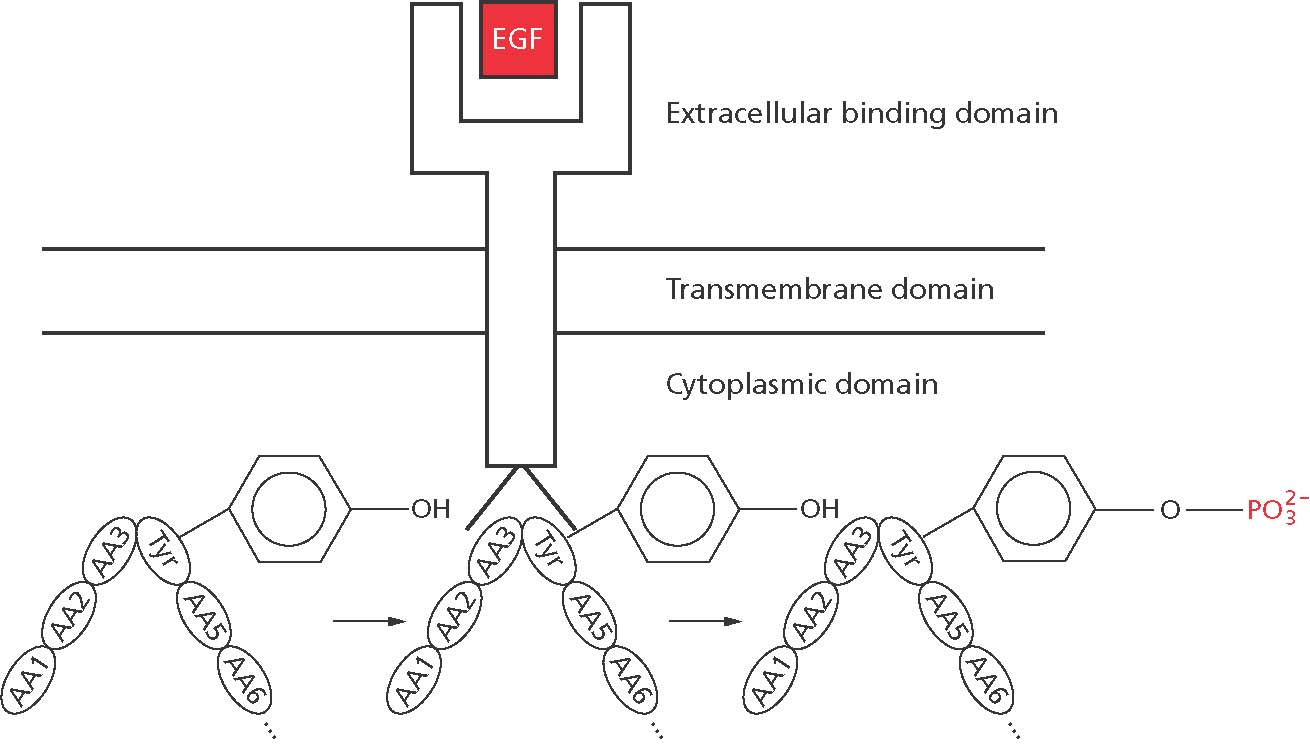 EGF
Extracellular binding domain
Transmembrane domain
Cytoplasmic domain
OH
OH
O
PO3 2–
AA1
AA2
AA3
Tyr
AA5
AA6
...
AA1
AA2
AA3
Tyr
AA5
AA6
...
AA1
AA2
AA3
Tyr
AA5
AA6
...